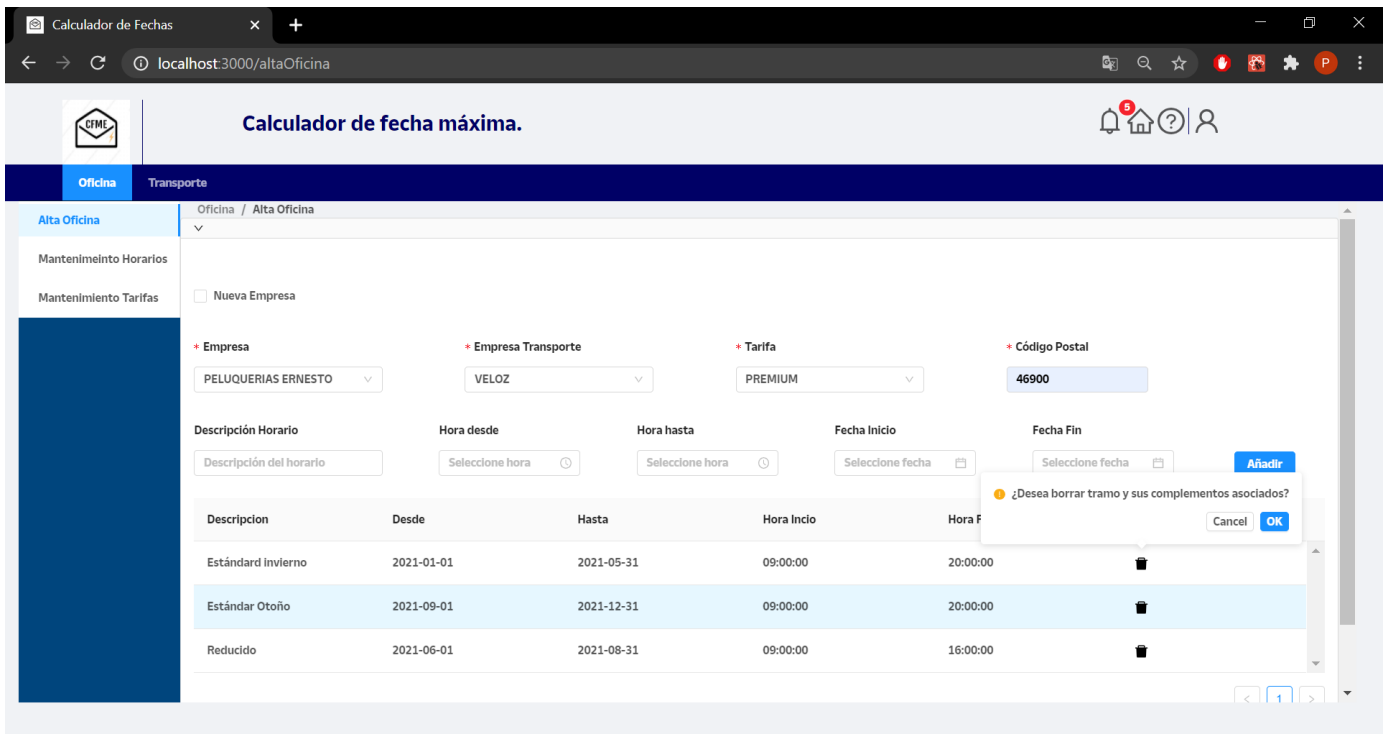 Calculador de Fechas
localhost:3000/altaOficina
P
CFME
Calculador de fecha máxima.
5
Oficina Transporte
Alta Oficina
Mantenimeinto Horarios
Mantenimiento Tarifas
Oficina / Alta Oficina
Nueva Empresa
* Empresa * Empresa Transporte * Tarifa * Código Postal
PELUQUERIAS ERNESTO VELOZ PREMIUM 46900
Descripción Horario Hora desde Hora hasta Fecha Inicio Fecha Fin
Descripción del horario Seleccione hora Seleccione hora Seleccione fecha Seleccione fecha Añadir
¿Desea borrar tramo y sus complementos asociados?
Cancel OK
Descripcion Desde Hasta Hora Incio Hora
Estándard invierno 2021-01-01 2021-05-31 09:00:00 20:00:00
Estándar Otoño 2021-09-01 2021-12-31 09:00:00 20:00:00
Reducido 2021-06-01 2021-08-31 09:00:00 16:00:00
< 1 >